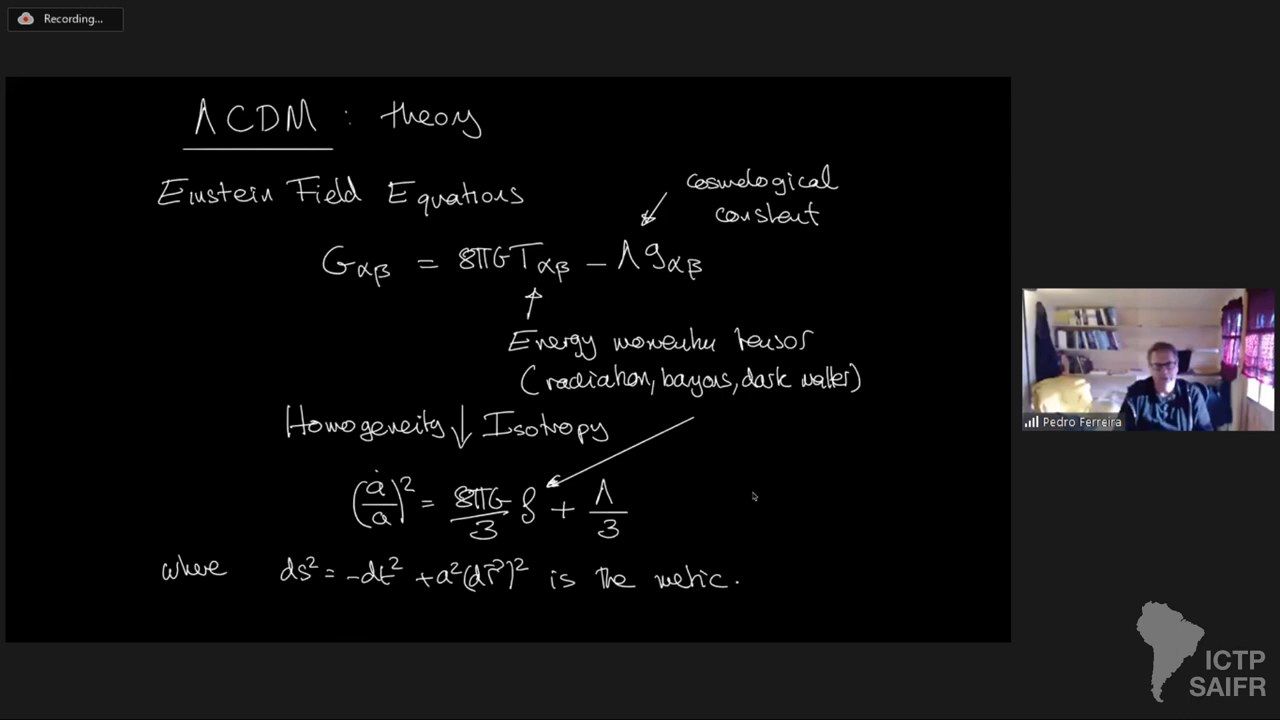 Recording...
ΛCDM : theory
Einstein Field Equations
cosmological
constant
Gαβ = 8πGTαβ - Λgαβ
Energy momentum tensor
(radiation, baryons, dark matter)
Homogeneity ↓ Isotropy
(ȧ/a)² = 8πG/3 ρ + Λ/3
where ds² = -dt² + a²(dr⃗)² is the metric.
Pedro Ferreira
ICTP
SAIFR